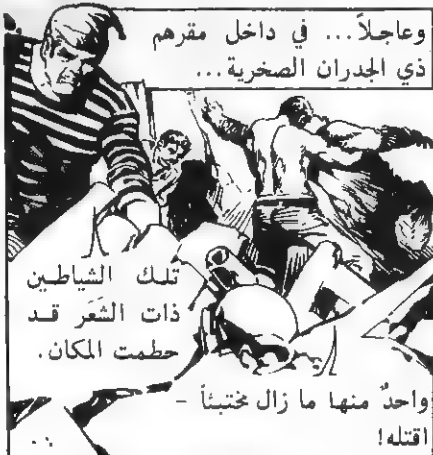 وعاجلاً... في داخل مقرهم
ذي الجدران الصخرية...
تلك الشياطين
ذات الشَعَر قد
حطمت المكان.
واحدٌ منها ما زال مختبئاً -
اقتله!